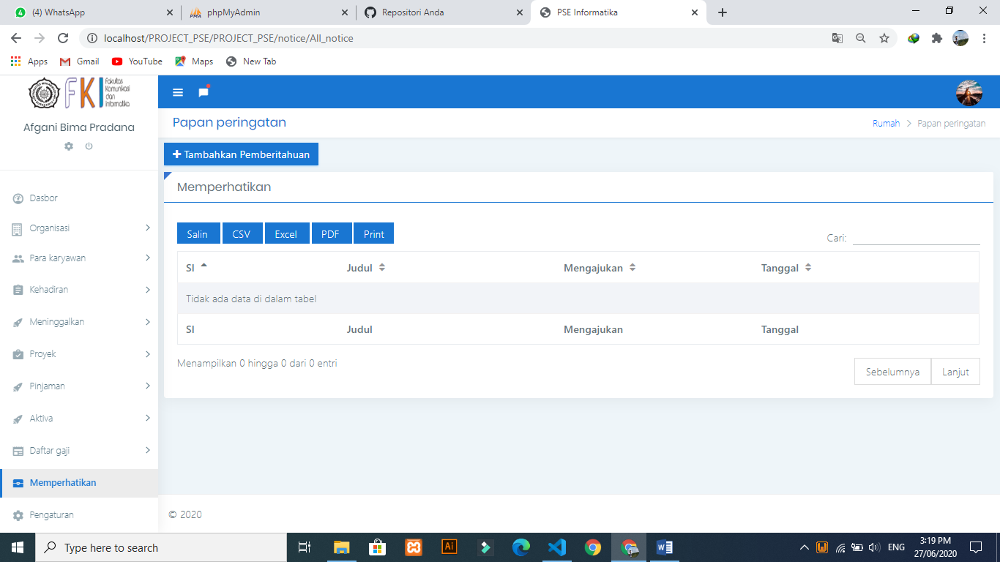 (4) WhatsApp
phpMyAdmin
Repositori Anda
PSE Informatika
localhost/PROJECT_PSE/PROJECT_PSE/notice/All_notice
Apps
Gmail
YouTube
Maps
New Tab
FKI
Fakultas
Komunikasi
dan
Informatika
Afgani Bima Pradana
Papan peringatan
Rumah > Papan peringatan
+ Tambahkan Pemberitahuan
Dasbor
Organisasi
Para karyawan
Kehadiran
Meninggalkan
Proyek
Pinjaman
Aktiva
Daftar gaji
Memperhatikan
Pengaturan
Memperhatikan
Salin
CSV
Excel
PDF
Print
Cari:
SI Judul Mengajukan Tanggal
Tidak ada data di dalam tabel
SI Judul Mengajukan Tanggal
Menampilkan 0 hingga 0 dari 0 entri
Sebelumnya
Lanjut
© 2020
Type here to search
ENG
3:19 PM
27/06/2020